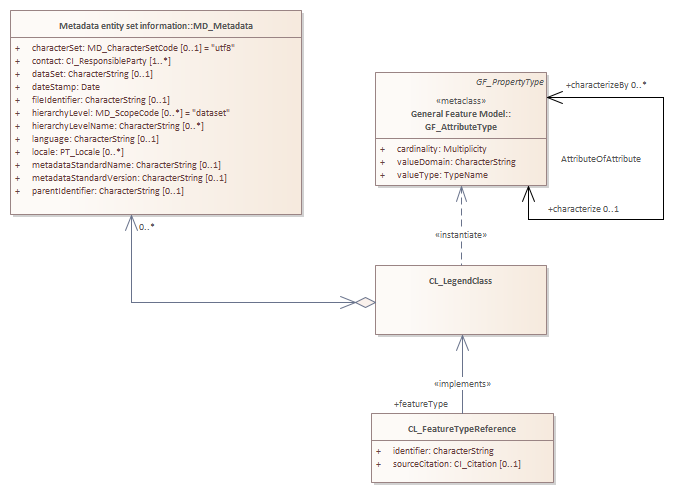 Metadata entity set information::MD_Metadata
+ characterSet: MD_CharacterSetCode [0..1] = "utf8"
+ contact: CI_ResponsibleParty [1..*]
+ dataSet: CharacterString [0..1]
+ dateStamp: Date
+ fileIdentifier: CharacterString [0..1]
+ hierarchyLevel: MD_ScopeCode [0..*] = "dataset"
+ hierarchyLevelName: CharacterString [0..*]
+ language: CharacterString [0..1]
+ locale: PT_Locale [0..*]
+ metadataStandardName: CharacterString [0..1]
+ metadataStandardVersion: CharacterString [0..1]
+ parentIdentifier: CharacterString [0..1]
0..*
GF_PropertyType
«metaclass»
General Feature Model::
GF_AttributeType
+ cardinality: Multiplicity
+ valueDomain: CharacterString
+ valueType: TypeName
+characterizeBy 0..*
AttributeOfAttribute
+characterize 0..1
«instantiate»
CL_LegendClass
«implements»
+featureType
CL_FeatureTypeReference
+ identifier: CharacterString
+ sourceCitation: CI_Citation [0..1]